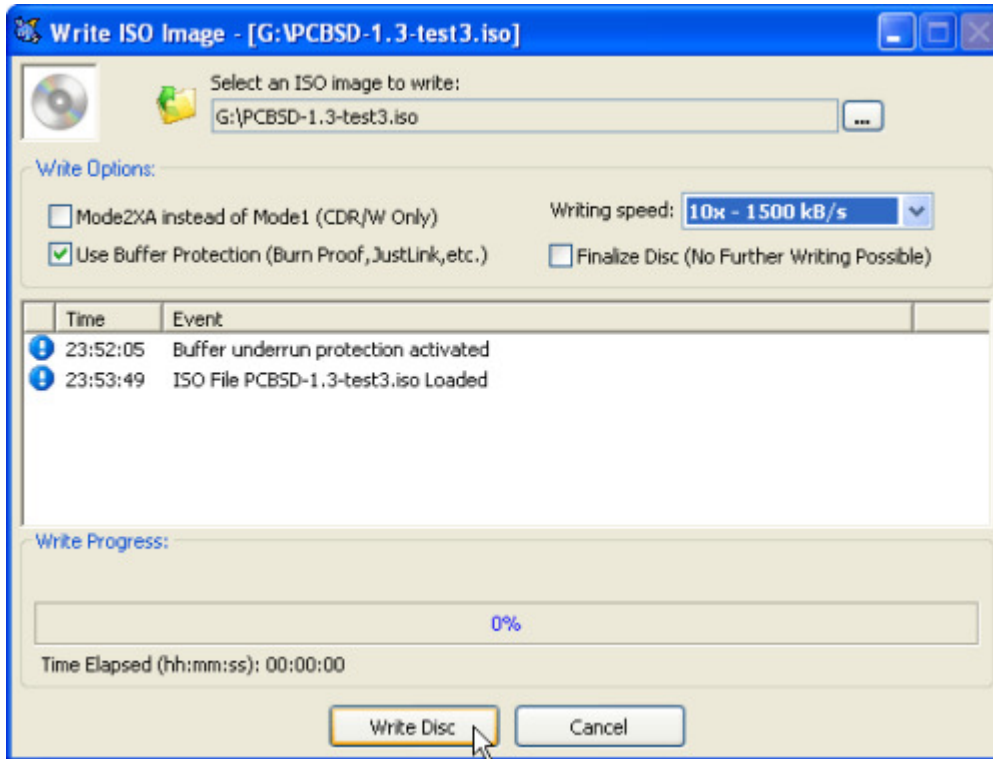 Write ISO Image - [G:\PCBSD-1.3-test3.iso]
Select an ISO image to write:
G:\PCBSD-1.3-test3.iso
...
Write Options:
Mode2XA instead of Mode1 (CDR/W Only)
Writing speed: 10x - 1500 kB/s
Use Buffer Protection (Burn Proof,JustLink,etc.)
Finalize Disc (No Further Writing Possible)
Time Event
23:52:05 Buffer underrun protection activated
23:53:49 ISO File PCBSD-1.3-test3.iso Loaded
Write Progress:
0%
Time Elapsed (hh:mm:ss): 00:00:00
Write Disc Cancel